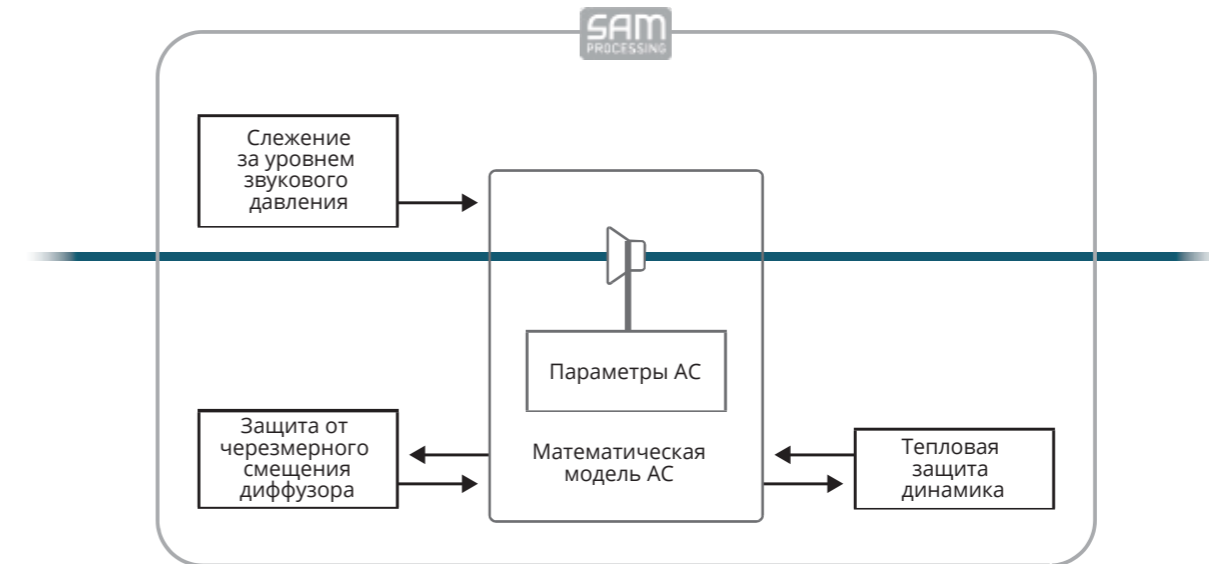 SAM
PROCESSING
Слежение
за уровнем
звукового
давления
Параметры АС
Математическая
модель АС
Защита от
черезмерного
смещения
диффузора
Тепловая
защита
динамика